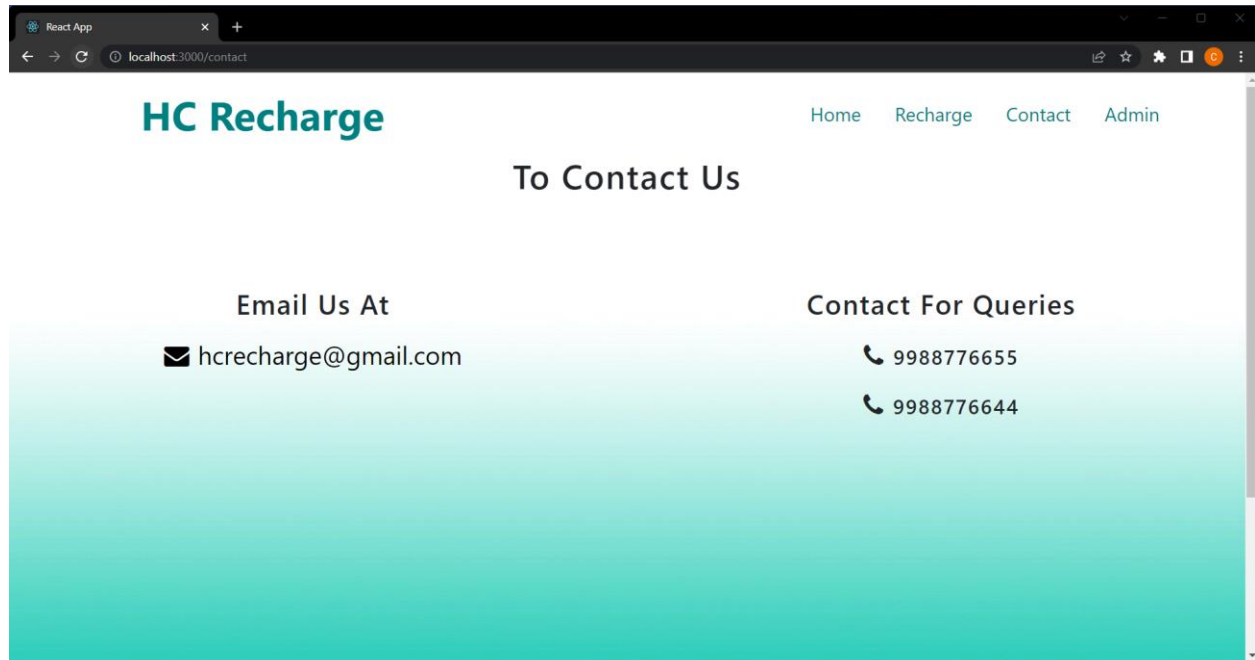 React App
localhost:3000/contact
C
HC Recharge
Home Recharge Contact Admin
To Contact Us
Email Us At
hcrecharge@gmail.com
Contact For Queries
9988776655
9988776644